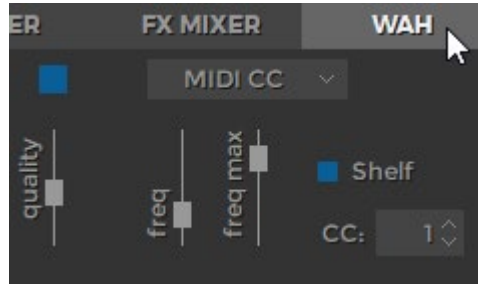 ER FX MIXER WAH
MIDI CC
quality
freq
freq max
Shelf
CC: 1